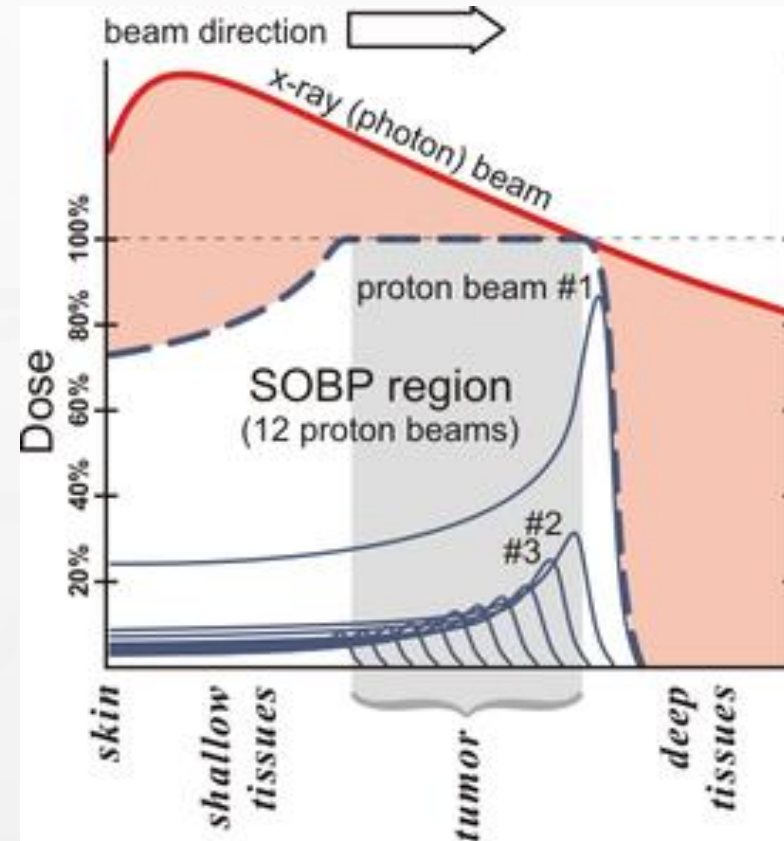 beam direction
x-ray (photon) beam
100%
80%
60%
40%
20%
Dose
proton beam #1
SOBP region
(12 proton beams)
#2
#3
skin
shallow
tissues
tumor
deep
tissues